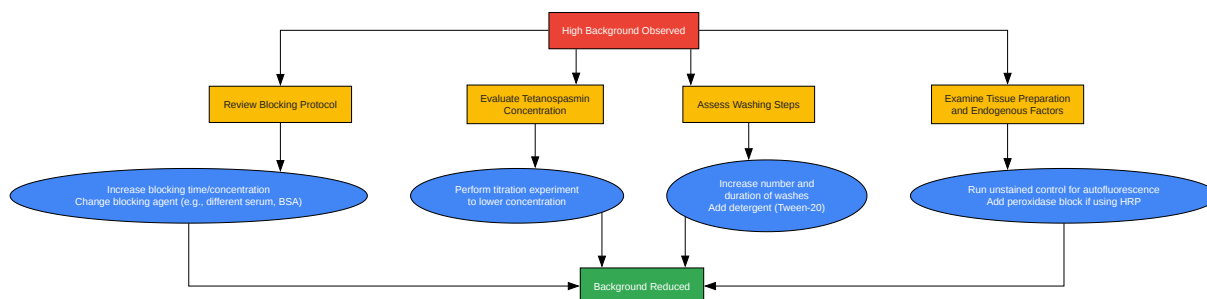 High Background Observed
Review Blocking Protocol
Evaluate Tetanospasmin
Concentration
Assess Washing Steps
Examine Tissue Preparation
and Endogenous Factors
Increase blocking time/concentration
Change blocking agent (e.g., different serum, BSA)
Perform titration experiment
to lower concentration
Increase number and
duration of washes
Add detergent (Tween-20)
Run unstained control for autofluorescence
Add peroxidase block if using HRP
Background Reduced